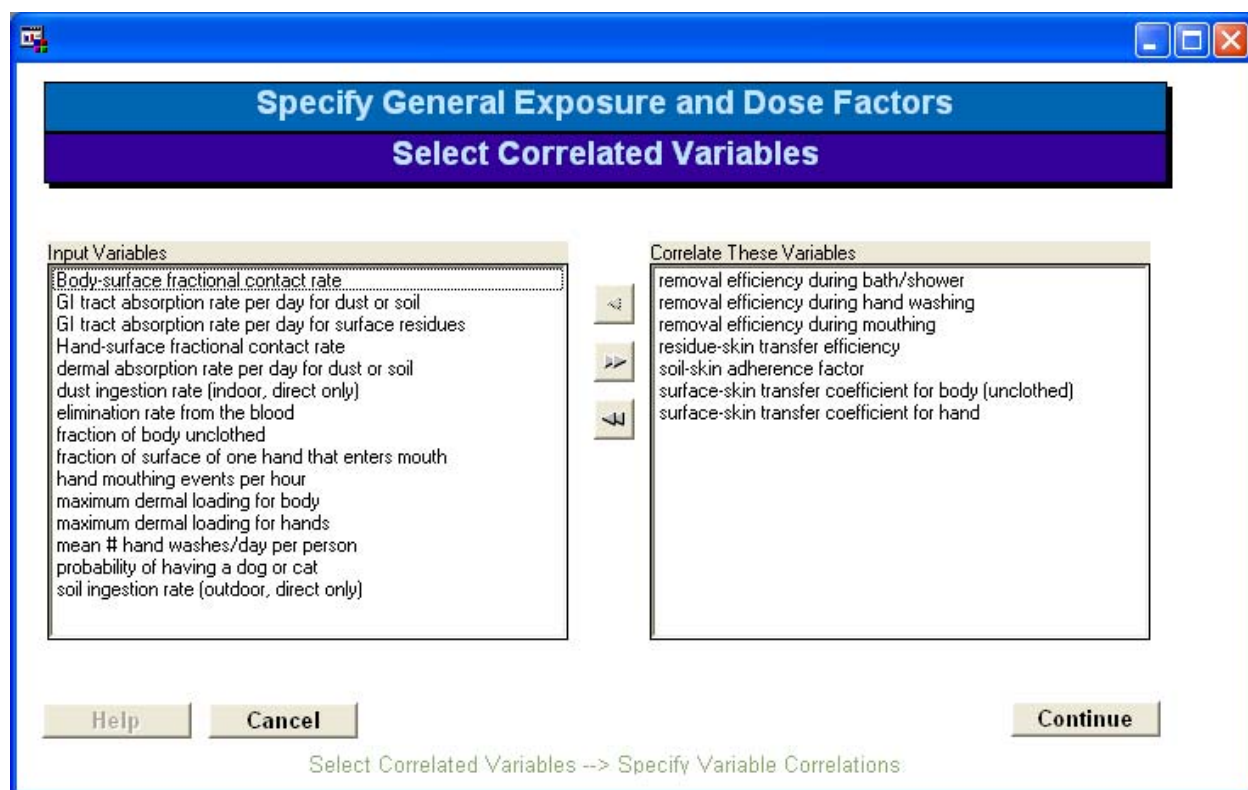 Specify General Exposure and Dose Factors
Select Correlated Variables
Input Variables
Body-surface fractional contact rate
GI tract absorption rate per day for dust or soil
GI tract absorption rate per day for surface residues
Hand-surface fractional contact rate
dermal absorption rate per day for dust or soil
dust ingestion rate (indoor, direct only)
elimination rate from the blood
fraction of body unclothed
fraction of surface of one hand that enters mouth
hand mouthing events per hour
maximum dermal loading for body
maximum dermal loading for hands
mean # hand washes/day per person
probability of having a dog or cat
soil ingestion rate (outdoor, direct only)
Correlate These Variables
removal efficiency during bath/shower
removal efficiency during hand washing
removal efficiency during mouthing
residue-skin transfer efficiency
soil-skin adherence factor
surface-skin transfer coefficient for body (unclothed)
surface-skin transfer coefficient for hand
Help
Cancel
Continue
Select Correlated Variables --> Specify Variable Correlations